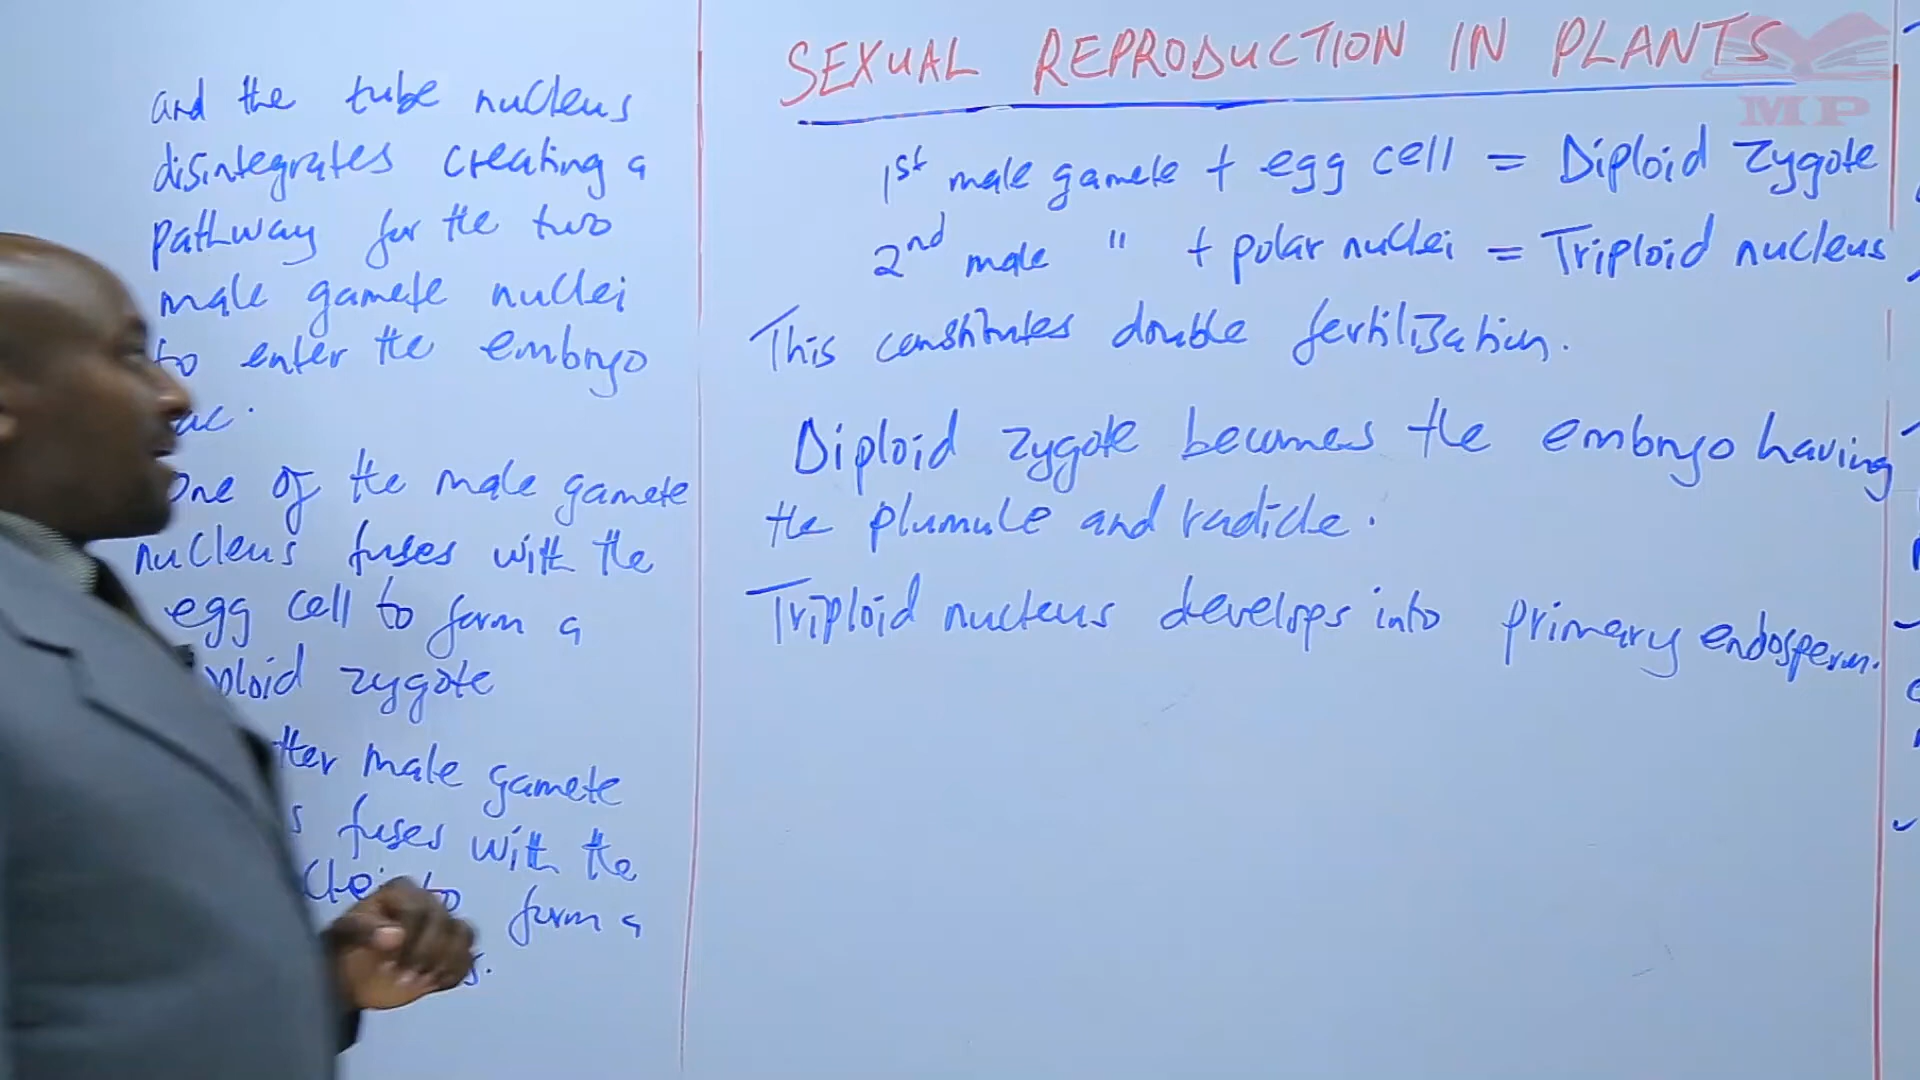 and the tube nucleus
disintegrates creating a
pathway for the two
male gamete nuclei
to enter the embryo
One of the male gamete
nucleus fuses with the
egg cell to form a
zygote
male gamete
fuses with the
to form a
SEXUAL REPRODUCTION IN PLANTS
MP
1st male gamete + egg cell = Diploid Zygote
2nd male " + polar nuclei = Triploid nucleus
This constitutes double fertilization.
Diploid zygote becomes the embryo having
the plumule and radicle.
Triploid nucleus develops into primary endosperm.